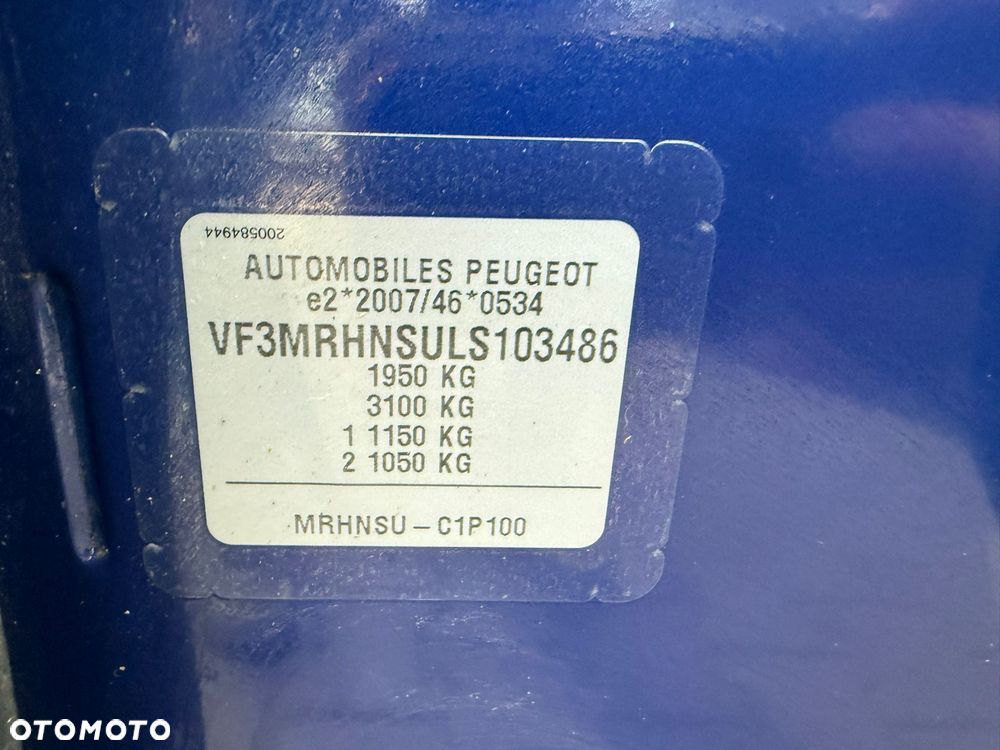 200584944
AUTOMOBILES PEUGEOT
e2*2007/46*0534
VF3MRHNSULS103486
1950 KG
3100 KG
1 1150 KG
2 1050 KG
MRHNSU - C1P100
OTOMOTO